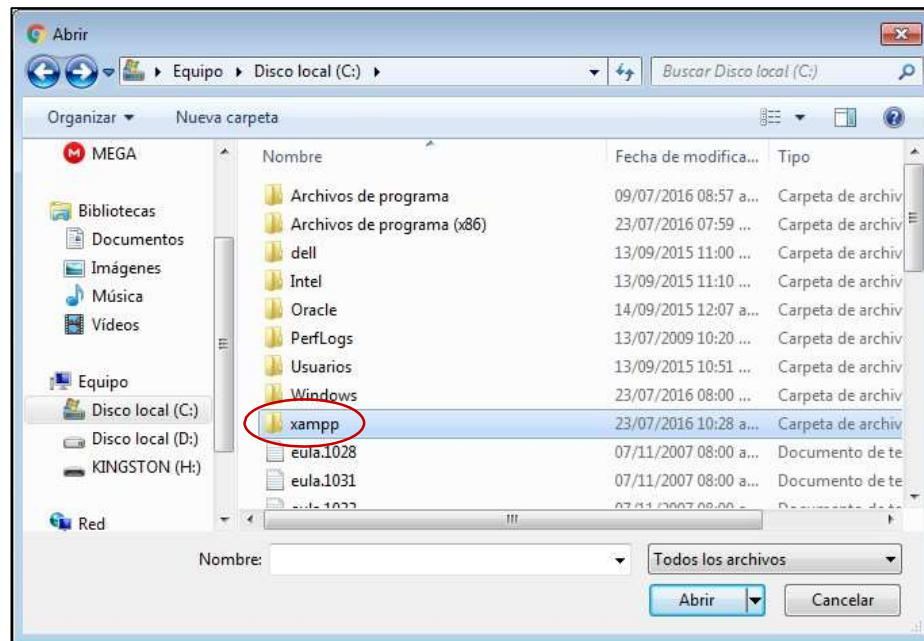 Abrir
Equipo Disco local (C:) Buscar Disco local (C:)
Organizar Nueva carpeta
MEGA
Bibliotecas
Documentos
Imágenes
Música
Vídeos
Equipo
Disco local (C:)
Disco local (D:)
KINGSTON (H:)
Red
Nombre Fecha de modifica... Tipo
Archivos de programa 09/07/2016 08:57 a... Carpeta de archiv
Archivos de programa (x86) 23/07/2016 07:59 ... Carpeta de archiv
dell 13/09/2015 11:00 ... Carpeta de archiv
Intel 13/09/2015 11:10 ... Carpeta de archiv
Oracle 14/09/2015 12:07 a... Carpeta de archiv
PerfLogs 13/07/2009 10:20 ... Carpeta de archiv
Usuarios 13/09/2015 10:51 ... Carpeta de archiv
Windows 23/07/2016 08:00 ... Carpeta de archiv
xampp 23/07/2016 10:28 a... Carpeta de archiv
eula.1028 07/11/2007 08:00 a... Documento de te
eula.1031 07/11/2007 08:00 a... Documento de te
Nombre: Todos los archivos
Abrir Cancelar